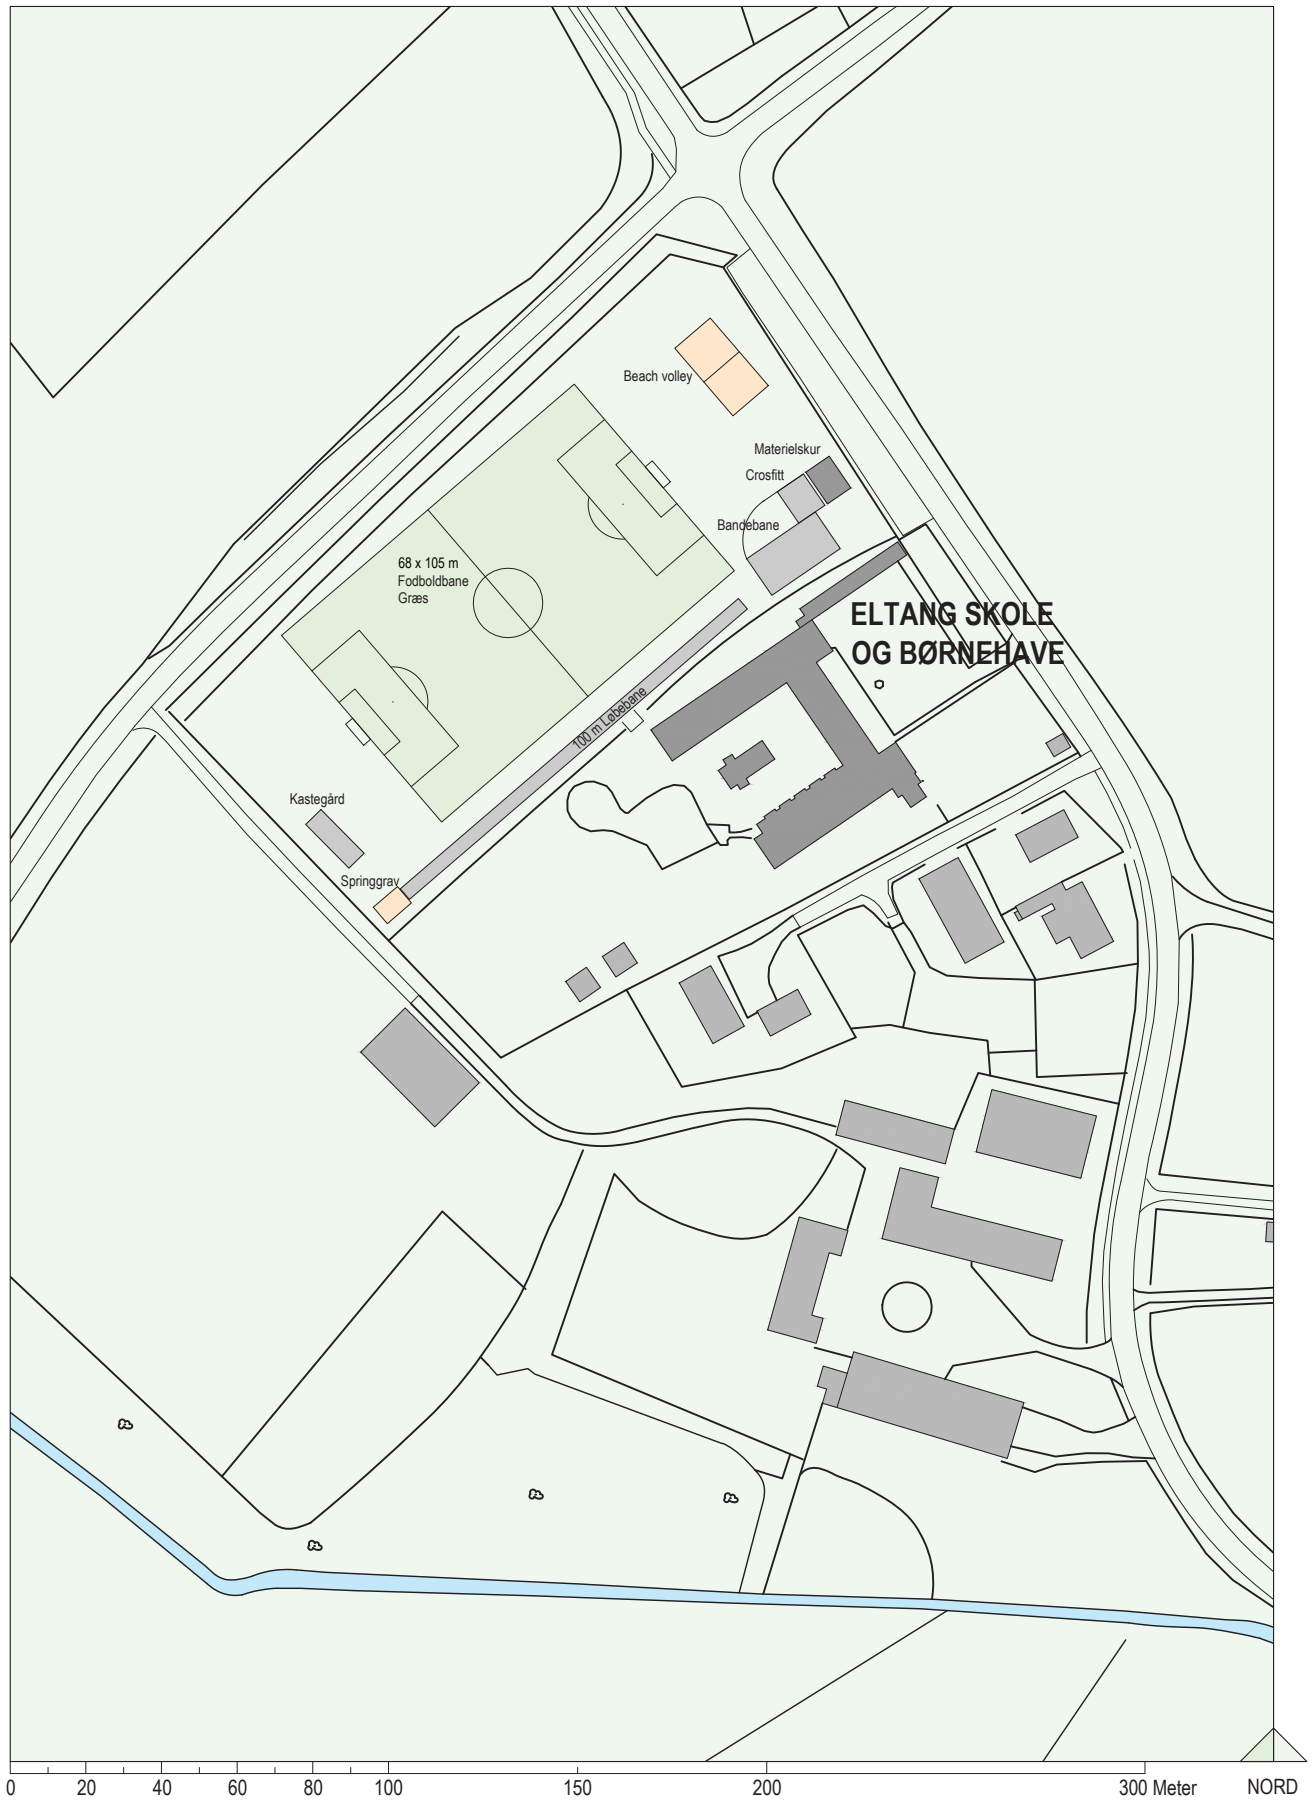 Beach volley
Materielskur
Crosfitt
Bandebane
68 x 105 m
Fodboldbane
Græs
ELTANG SKOLE
OG BØRNEHAVE
100 m Løbebane
Kastegård
Springgrav
0 20 40 60 80 100 150 200 300 Meter NORD